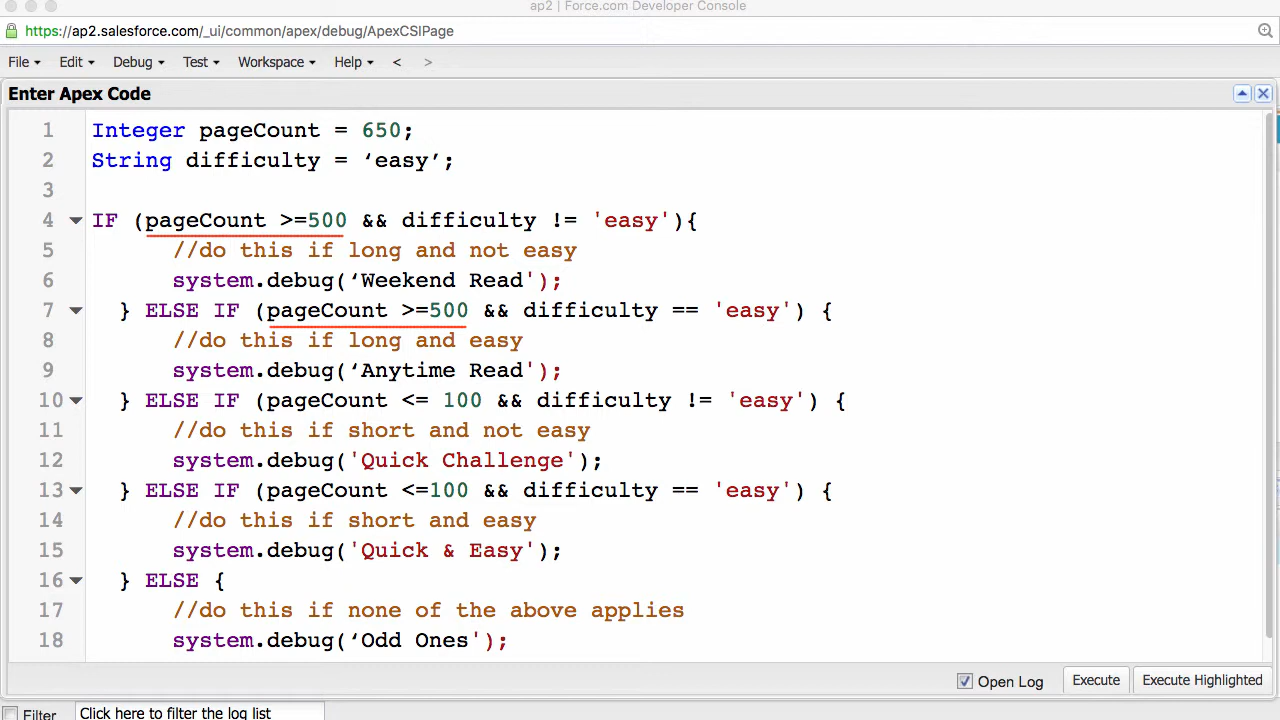 ap2 | Force.com Developer Console
https://ap2.salesforce.com/_ui/common/apex/debug/ApexCSIPage
File Edit Debug Test Workspace Help < >
Enter Apex Code
1 Integer pageCount = 650;
2 String difficulty = ‘easy’;
3
4 IF (pageCount >=500 && difficulty != 'easy'){
5 //do this if long and not easy
6 system.debug(‘Weekend Read');
7 } ELSE IF (pageCount >=500 && difficulty == 'easy') {
8 //do this if long and easy
9 system.debug(‘Anytime Read');
10 } ELSE IF (pageCount <= 100 && difficulty != 'easy') {
11 //do this if short and not easy
12 system.debug('Quick Challenge');
13 } ELSE IF (pageCount <=100 && difficulty == 'easy') {
14 //do this if short and easy
15 system.debug('Quick & Easy');
16 } ELSE {
17 //do this if none of the above applies
18 system.debug(‘Odd Ones');
Open Log Execute Execute Highlighted
Filter Click here to filter the log list